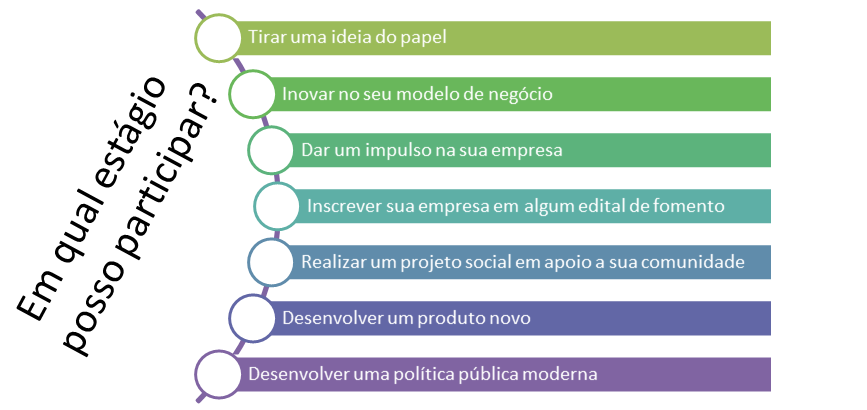 Em qual estágio
posso participar?
Tirar uma ideia do papel
Inovar no seu modelo de negócio
Dar um impulso na sua empresa
Inscrever sua empresa em algum edital de fomento
Realizar um projeto social em apoio a sua comunidade
Desenvolver um produto novo
Desenvolver uma política pública moderna